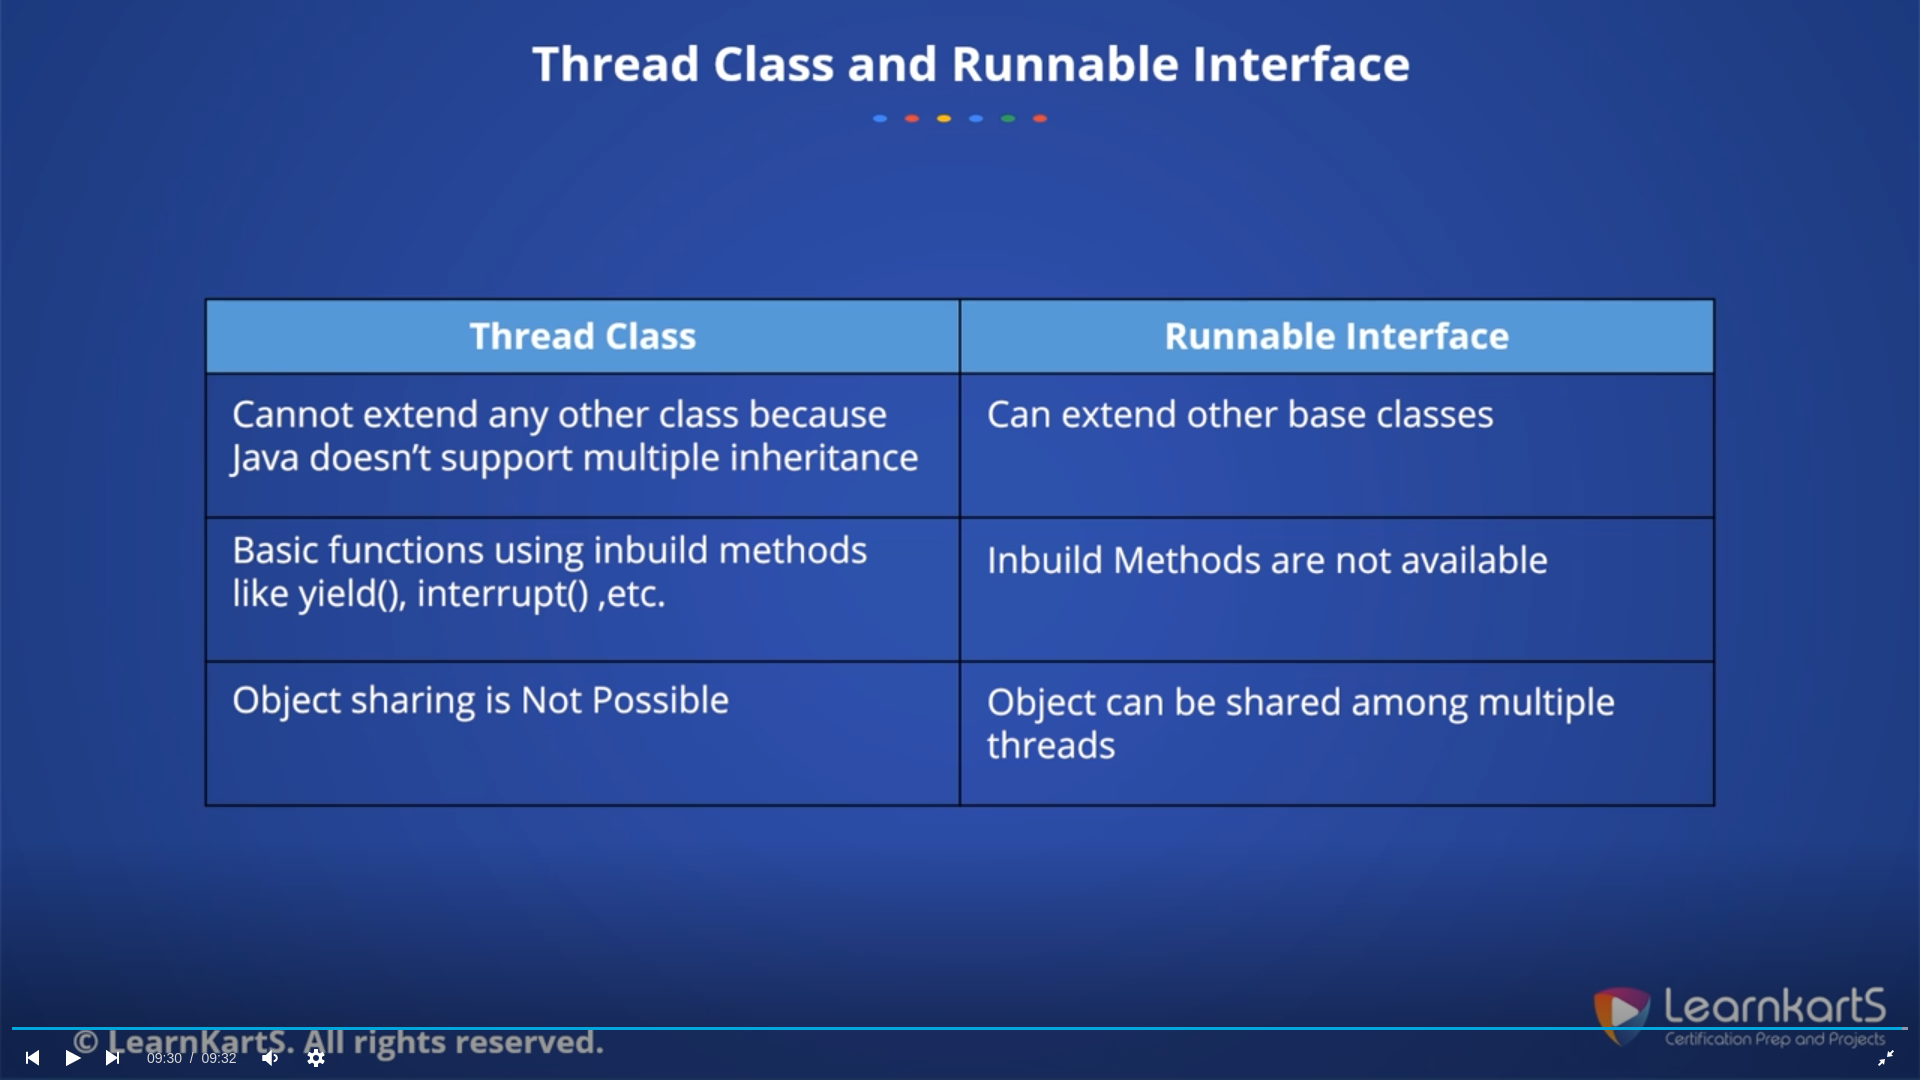 Thread Class and Runnable Interface
Thread Class
Runnable Interface
Cannot extend any other class because
Java doesn’t support multiple inheritance
Can extend other base classes
Basic functions using inbuild methods
like yield(), interrupt() ,etc.
Inbuild Methods are not available
Object sharing is Not Possible
Object can be shared among multiple
threads
LearnkartS
Certification Prep and Projects
© LearnKartS. All rights reserved.
09:30 / 09:32